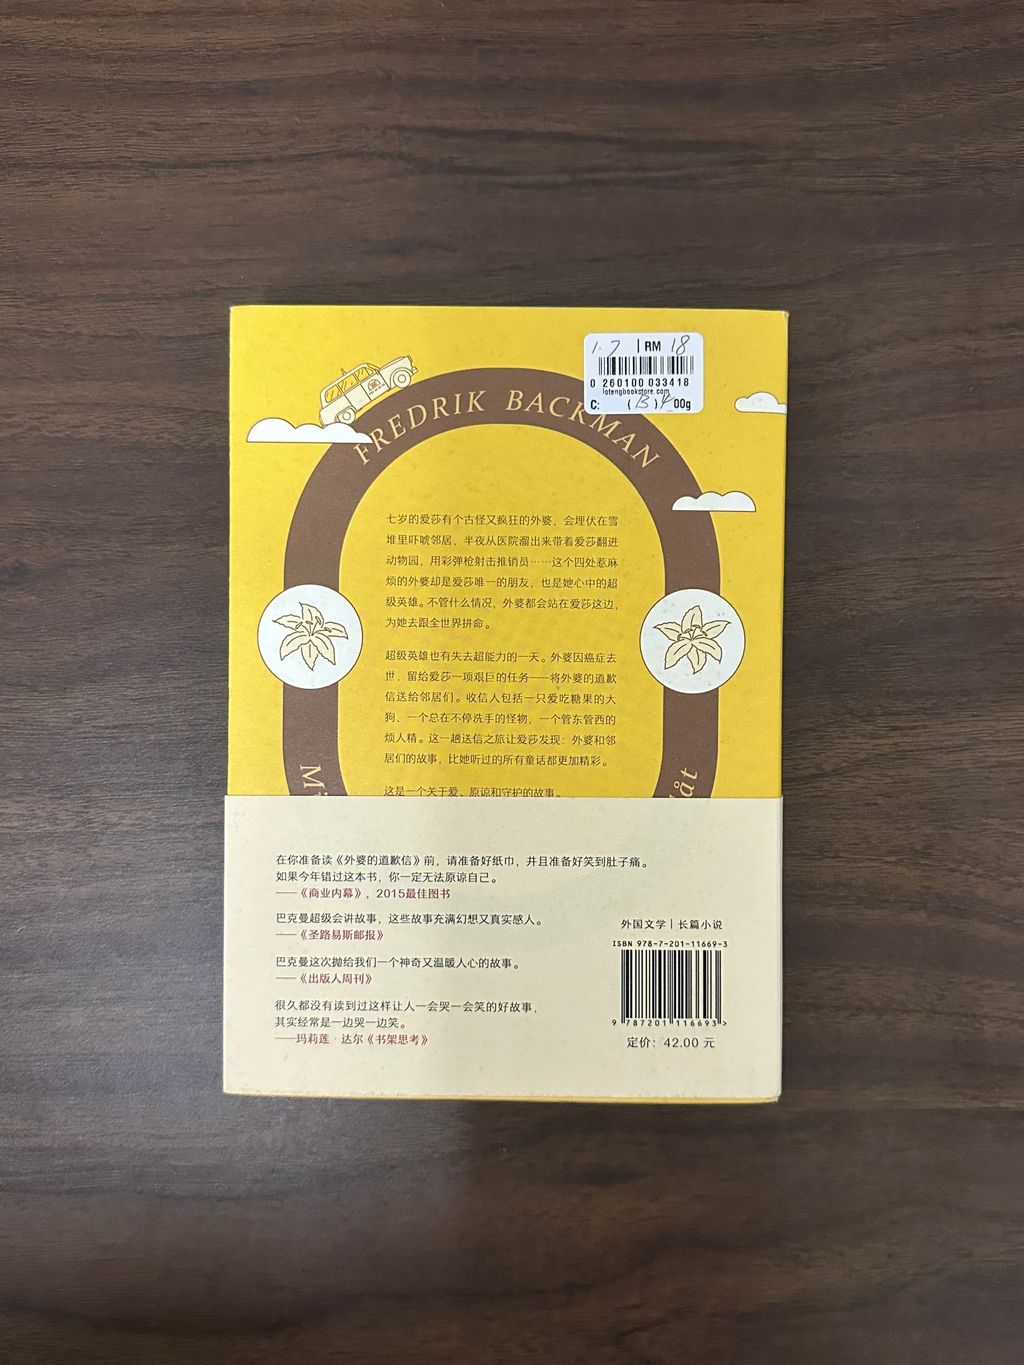 1.7 | RM 18
0 260100 033418
lotengbookstore.com
C: (B) 00g
FREDRIK BACKMAN
七岁的爱莎有个古怪又疯狂的外婆，会埋伏在雪
堆里吓唬邻居，半夜从医院溜出来带着爱莎翻进
动物园，用彩弹枪射击推销员……这个四处惹麻
烦的外婆却是爱莎唯一的朋友，也是她心中的超
级英雄。不管什么情况，外婆都会站在爱莎这边，
为她去跟全世界拼命。
超级英雄也有失去超能力的一天。外婆因癌症去
世，留给爱莎一项艰巨的任务——将外婆的道歉
信送给邻居们。收信人包括一只爱吃糖果的大
狗，一个总在不停洗手的怪物，一个管东管西的
烦人精。这一趟送信之旅让爱莎发现：外婆和邻
居们的故事，比她听过的所有童话都更加精彩。
这是一个关于爱、原谅和守护的故事。
在你准备读《外婆的道歉信》前，请准备好纸巾，并且准备好笑到肚子痛。
如果今年错过这本书，你一定无法原谅自己。
——《商业内幕》，2015最佳图书
巴克曼超级会讲故事，这些故事充满幻想又真实感人。
——《圣路易斯邮报》
巴克曼这次抛给我们一个神奇又温暖人心的故事。
——《出版人周刊》
很久都没有读到过这样让人一会哭一会笑的好故事，
其实经常是一边哭一边笑。
——玛莉莲·达尔《书架思考》
外国文学 | 长篇小说
ISBN 978-7-201-11669-3
9 787201 116693 >
定价：42.00 元